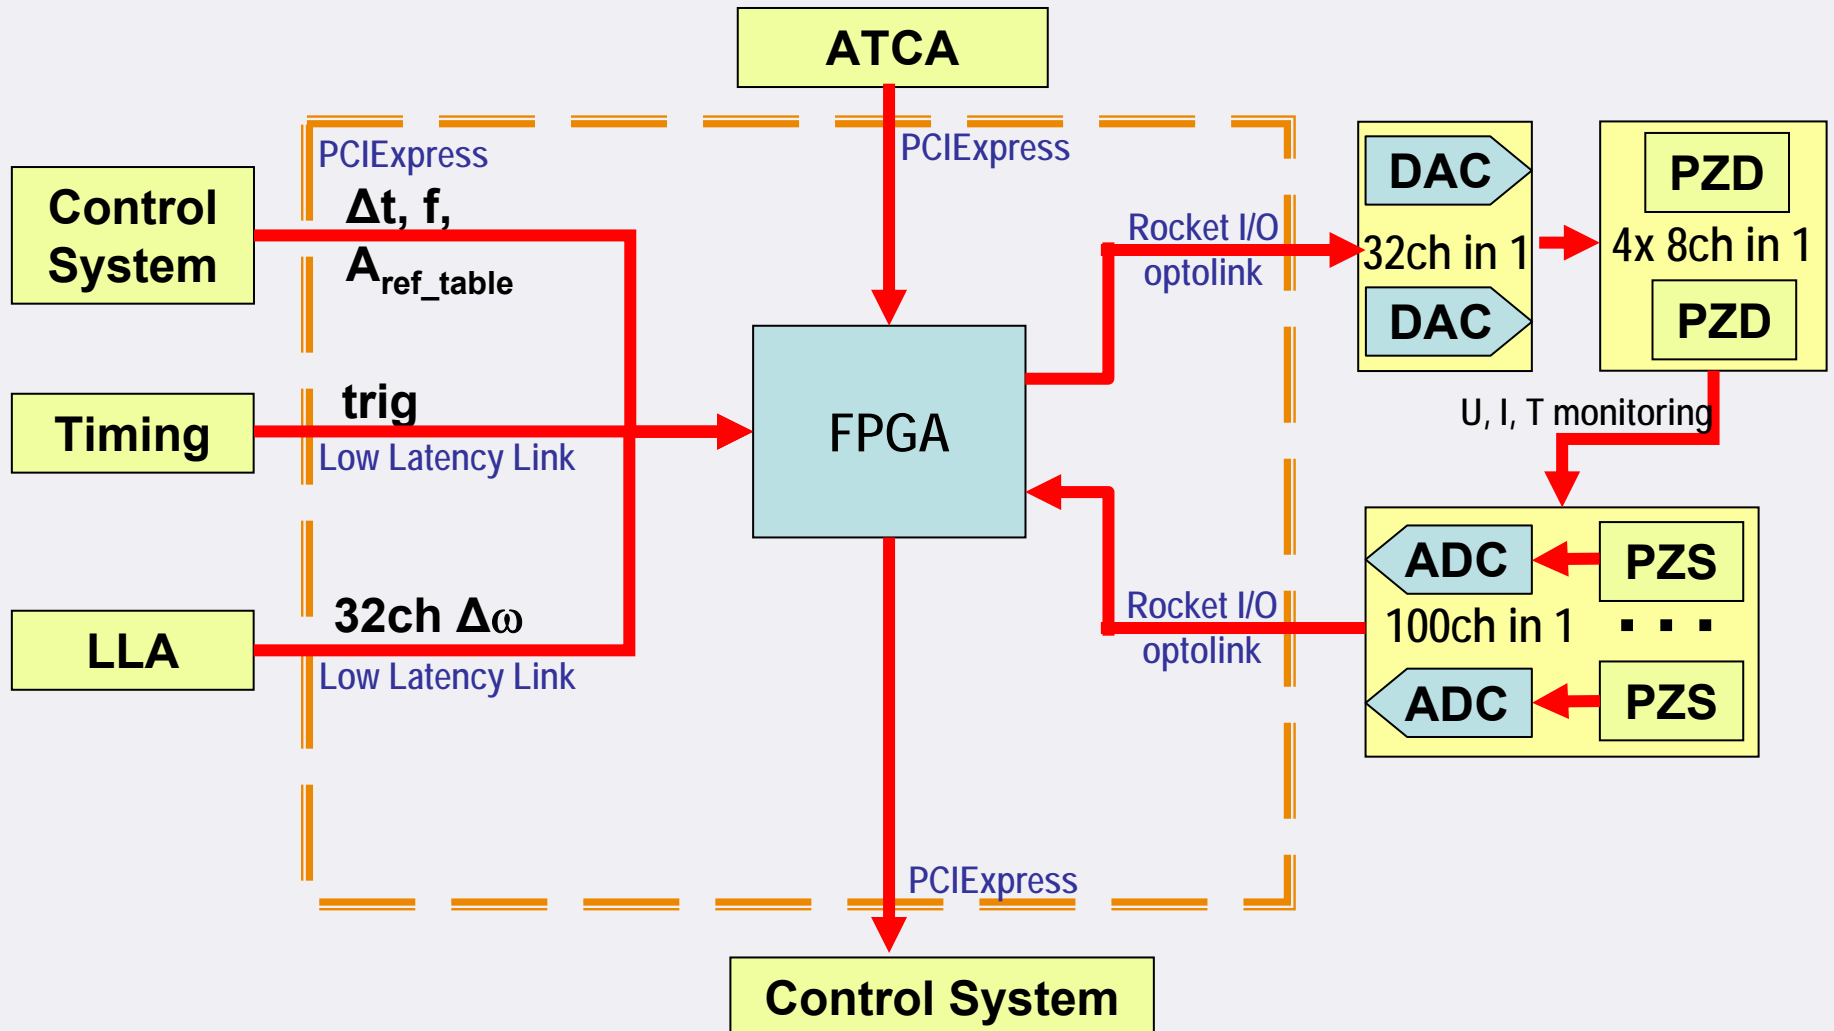 ATCA
PCIExpress
PCIExpress
Control
System
Δt, f,
A_ref_table
Timing
trig
Low Latency Link
LLA
32ch Δω
Low Latency Link
FPGA
Rocket I/O
optolink
DAC
32ch in 1
DAC
PZD
4x 8ch in 1
PZD
U, I, T monitoring
Rocket I/O
optolink
ADC
PZS
100ch in 1 . . .
ADC
PZS
PCIExpress
Control System